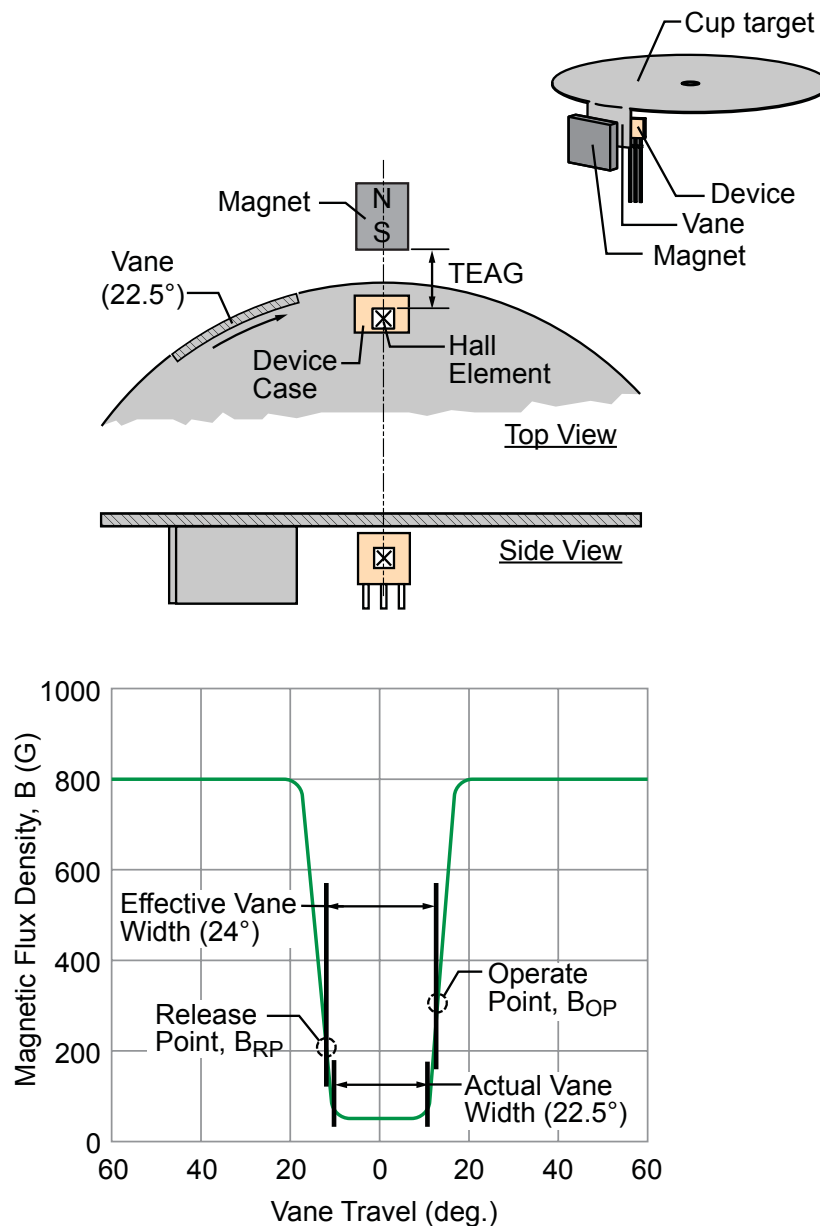 Cup target
Device
Vane
Magnet
Magnet
N
S
TEAG
Vane
(22.5°)
Device
Case
Hall
Element
Top View
Side View
Magnetic Flux Density, B (G)
1000
800
600
400
200
0
Effective Vane
Width (24°)
Operate
Point, BOP
Release
Point, BRP
Actual Vane
Width (22.5°)
60 40 20 0 20 40 60
Vane Travel (deg.)